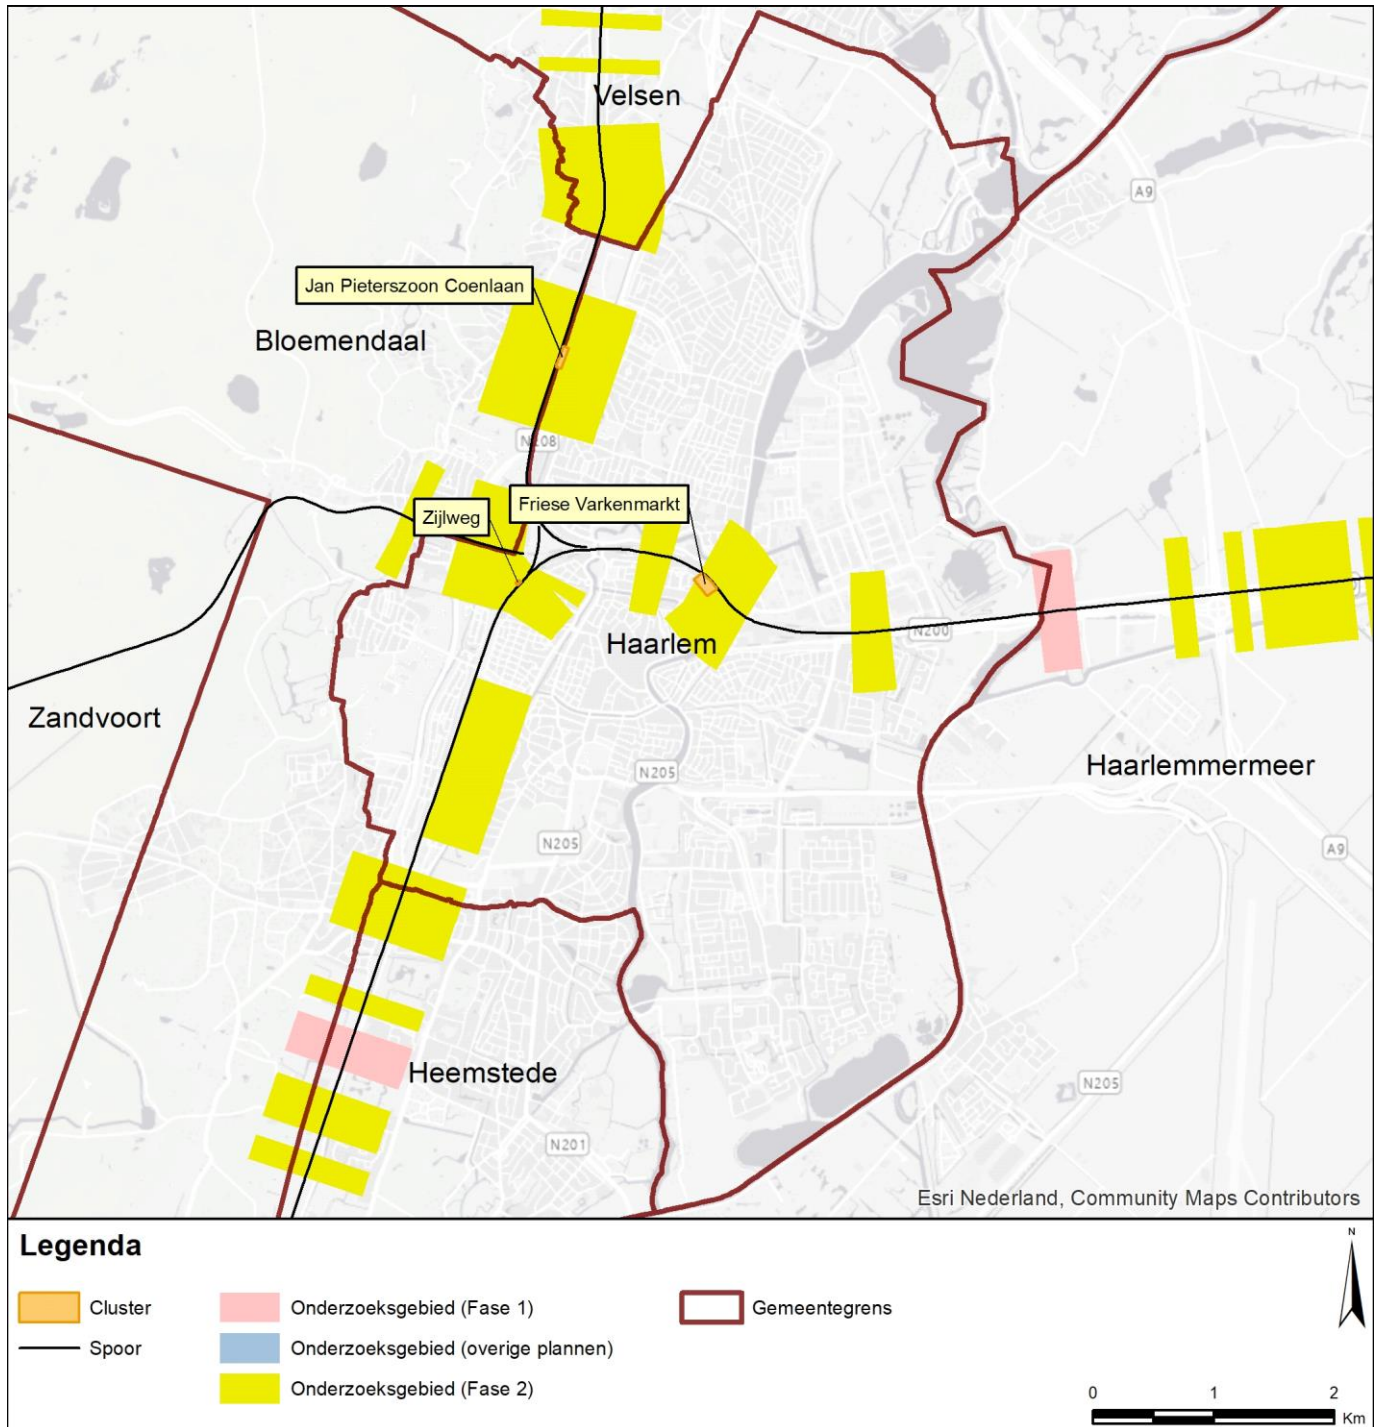 Velsen
A9
Jan Pieterszoon Coenlaan
Bloemendaal
N208
Friese Varkenmarkt
Zijlweg
Haarlem
N200
Zandvoort
N205
Haarlemmermeer
N205
A9
Heemstede
N205
N201
Esri Nederland, Community Maps Contributors
Legenda
N
Cluster
Onderzoeksgebied (Fase 1)
Gemeentegrens
Spoor
Onderzoeksgebied (overige plannen)
Onderzoeksgebied (Fase 2)
0 1 2
Km